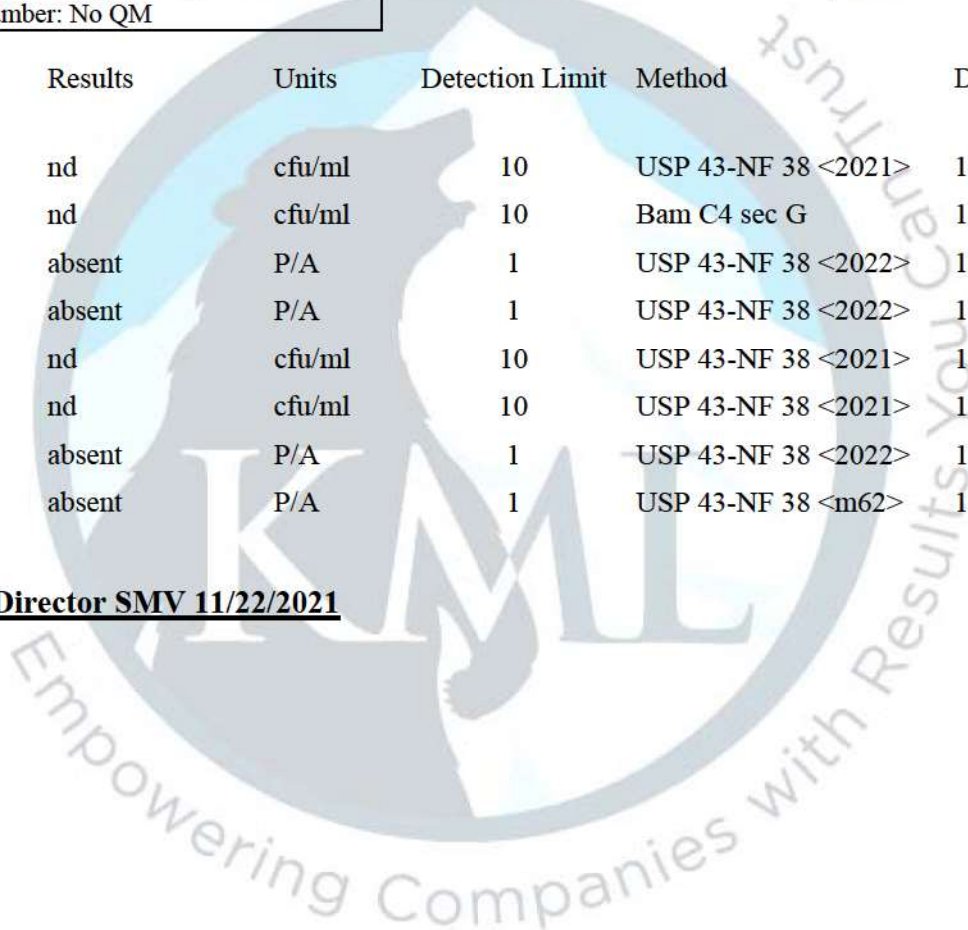 mber: No QM
Results Units Detection Limit Method D
nd cfu/ml 10 USP 43-NF 38 <2021> 1
nd cfu/ml 10 Bam C4 sec G 1
absent P/A 1 USP 43-NF 38 <2022> 1
absent P/A 1 USP 43-NF 38 <2022> 1
nd cfu/ml 10 USP 43-NF 38 <2021> 1
nd cfu/ml 10 USP 43-NF 38 <2021> 1
absent P/A 1 USP 43-NF 38 <2022> 1
absent P/A 1 USP 43-NF 38 <m62> 1
Director SMV 11/22/2021
KML
Empowering Companies with Results You Can Trust